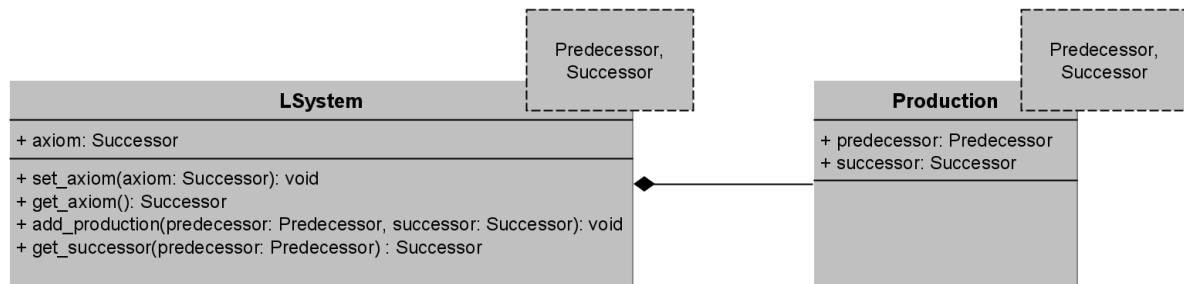 Predecessor,
Successor
LSystem
+ axiom: Successor
+ set_axiom(axiom: Successor): void
+ get_axiom(): Successor
+ add_production(predecessor: Predecessor, successor: Successor): void
+ get_successor(predecessor: Predecessor) : Successor
Predecessor,
Successor
Production
+ predecessor: Predecessor
+ successor: Successor